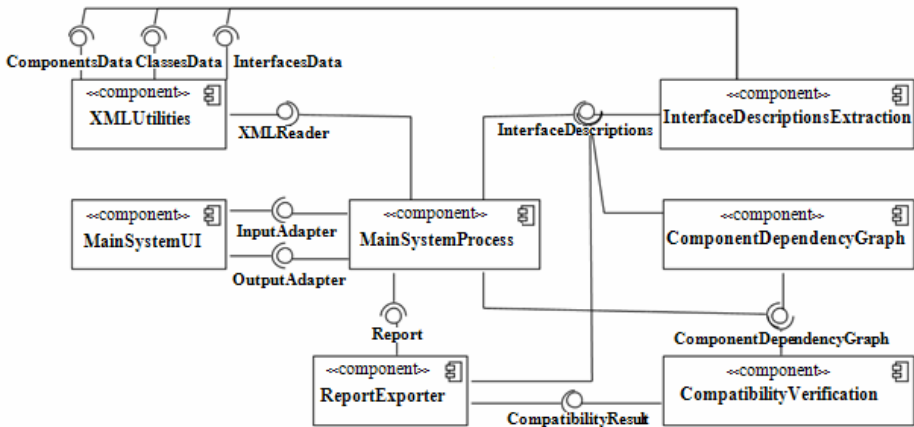 ComponentsData ClassesData InterfacesData
<<component>>
XMLUtilities
XMLReader
InterfaceDescriptions
<<component>>
InterfaceDescriptionsExtraction
<<component>>
MainSystemUI
InputAdapter
OutputAdapter
<<component>>
MainSystemProcess
<<component>>
ComponentDependencyGraph
Report
ComponentDependencyGraph
<<component>>
ReportExporter
CompatibilityResult
<<component>>
CompatibilityVerification